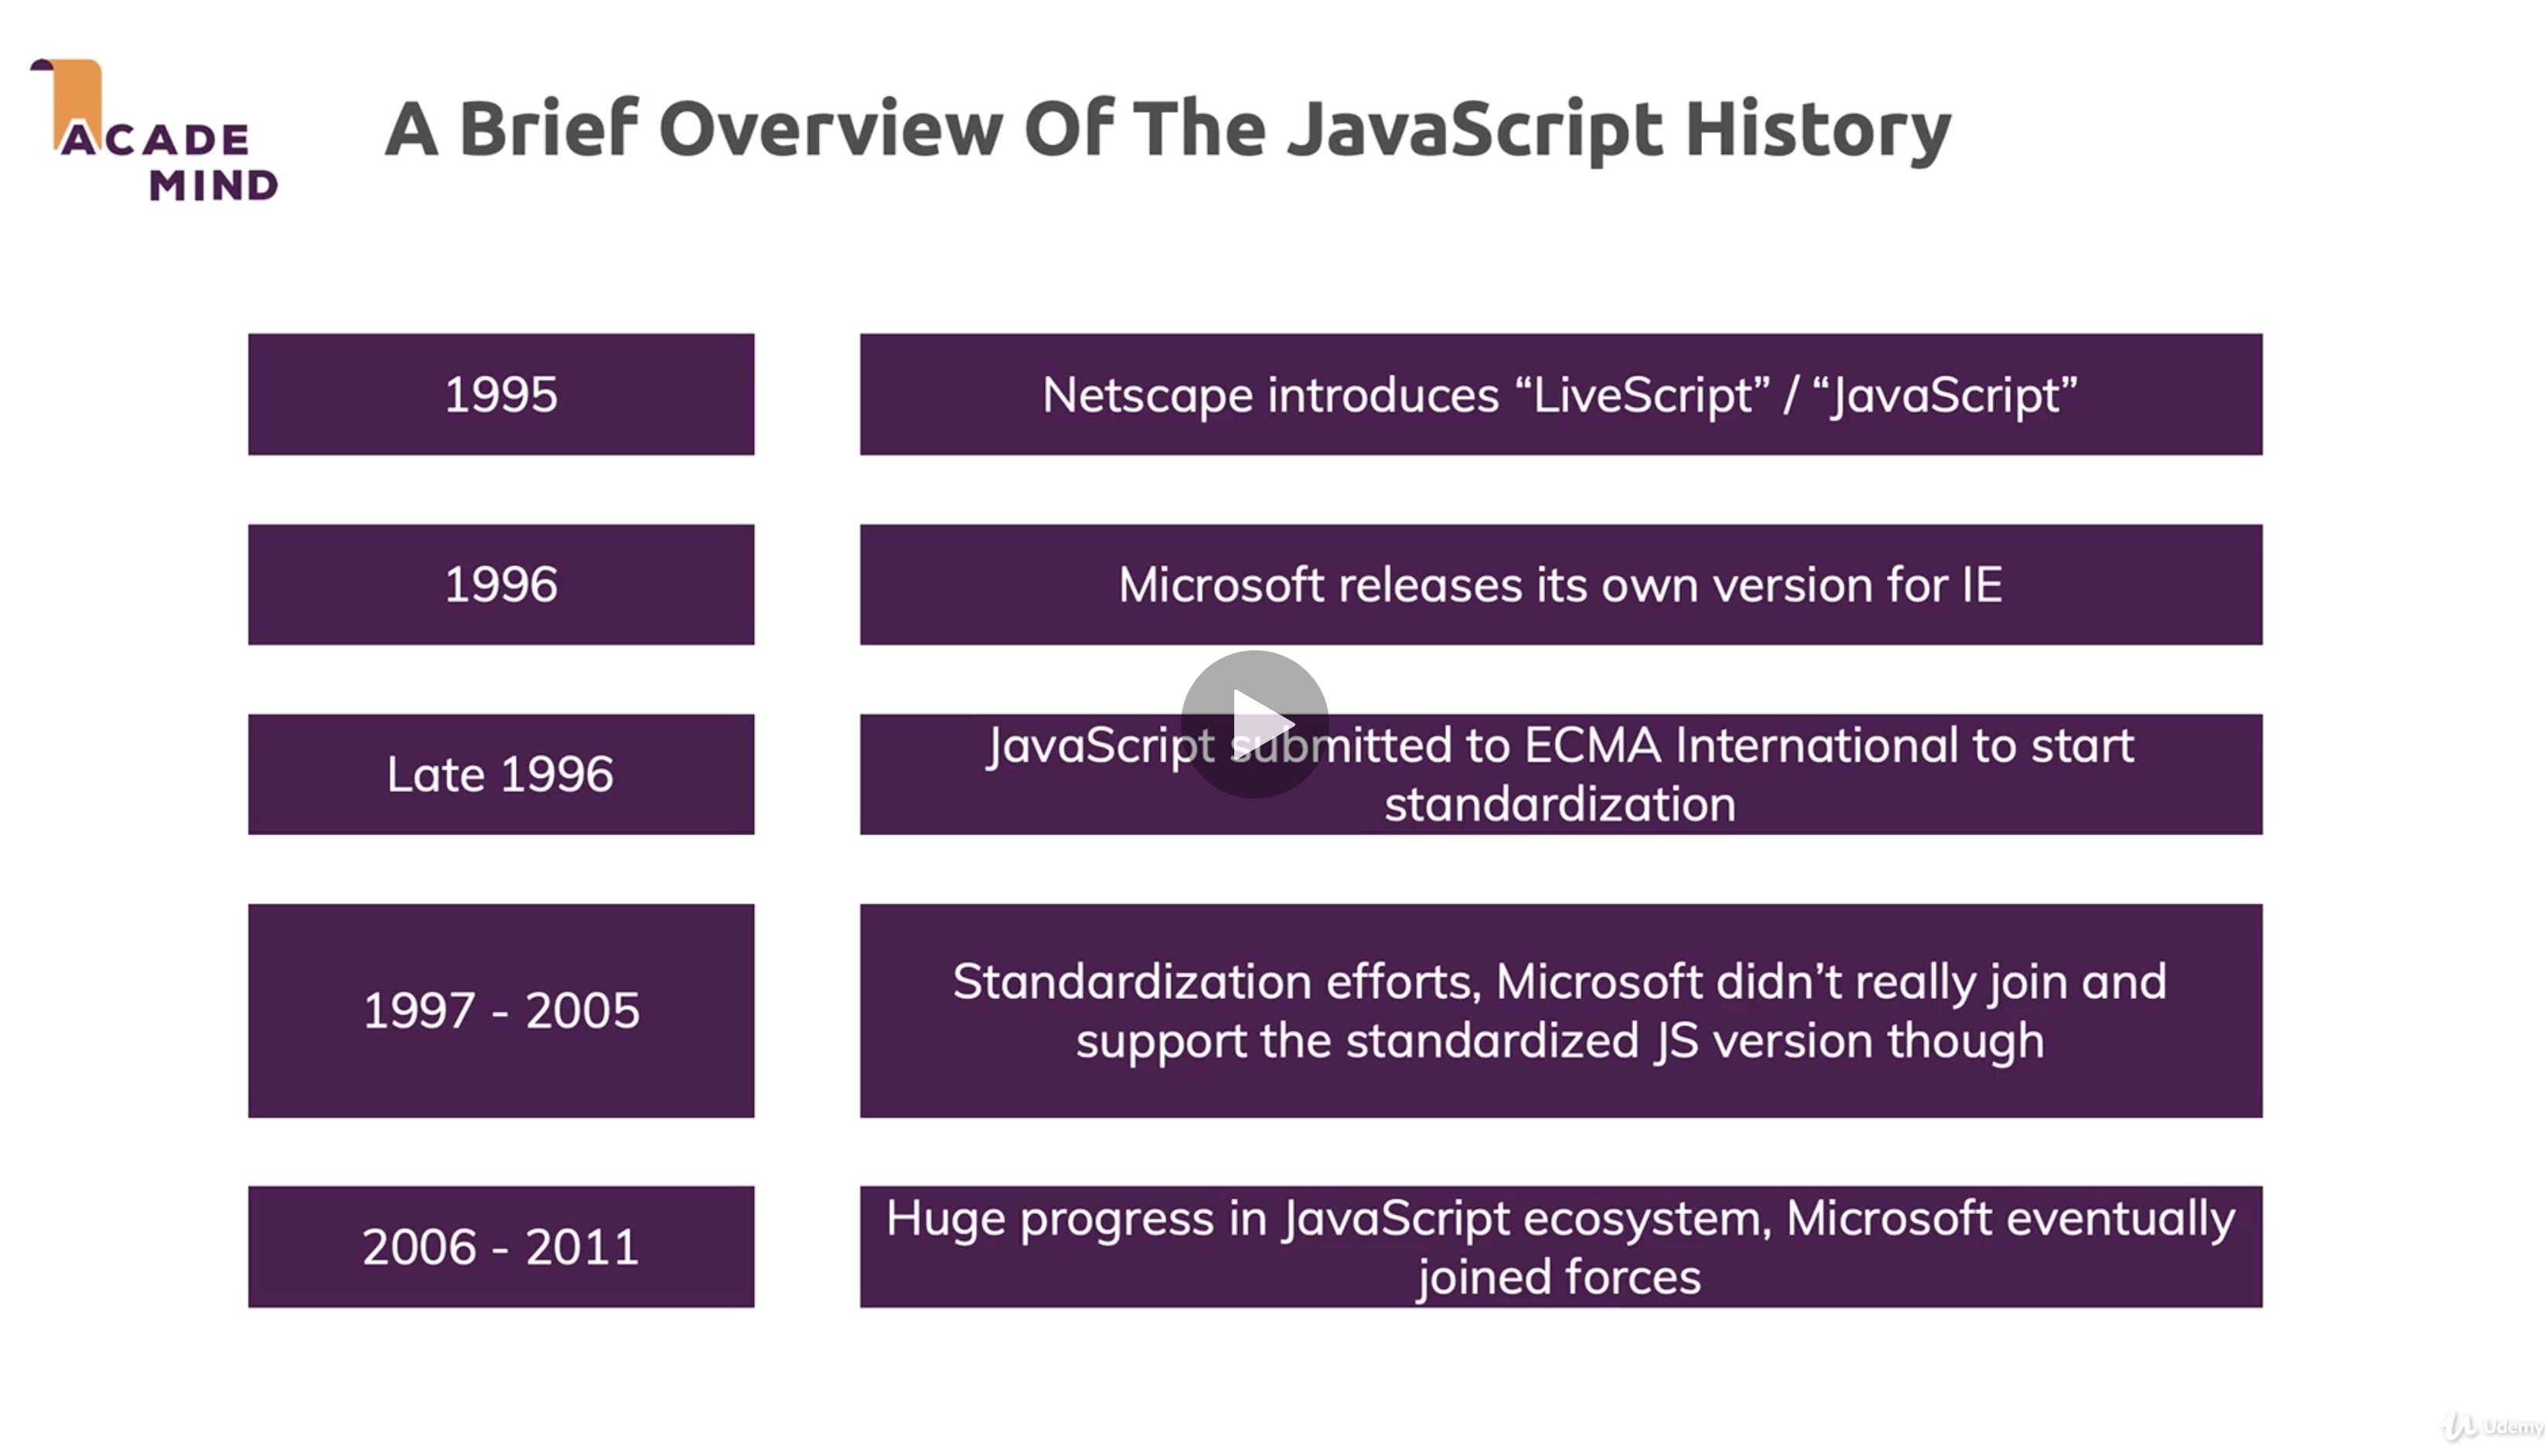 ACADE
MIND
A Brief Overview Of The JavaScript History
1995
Netscape introduces “LiveScript” / “JavaScript”
1996
Microsoft releases its own version for IE
Late 1996
JavaScript submitted to ECMA International to start
standardization
1997 - 2005
Standardization efforts, Microsoft didn’t really join and
support the standardized JS version though
2006 - 2011
Huge progress in JavaScript ecosystem, Microsoft eventually
joined forces
Udemy